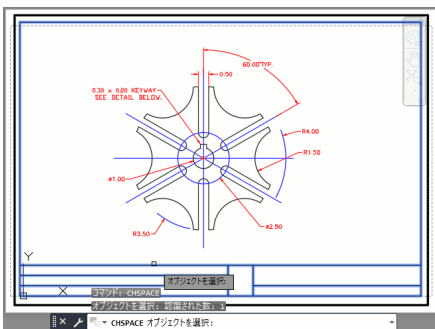 60.00°TYP.
0.50
0.30 x 0.20 KEYWAY
SEE DETAIL BELOW.
R4.00
R1.50
ø1.00
ø2.50
R3.50
Y
X
オブジェクトを選択:
コマンド: CHSPACE
オブジェクトを選択: 認識された数: 1
CHSPACE オブジェクトを選択: